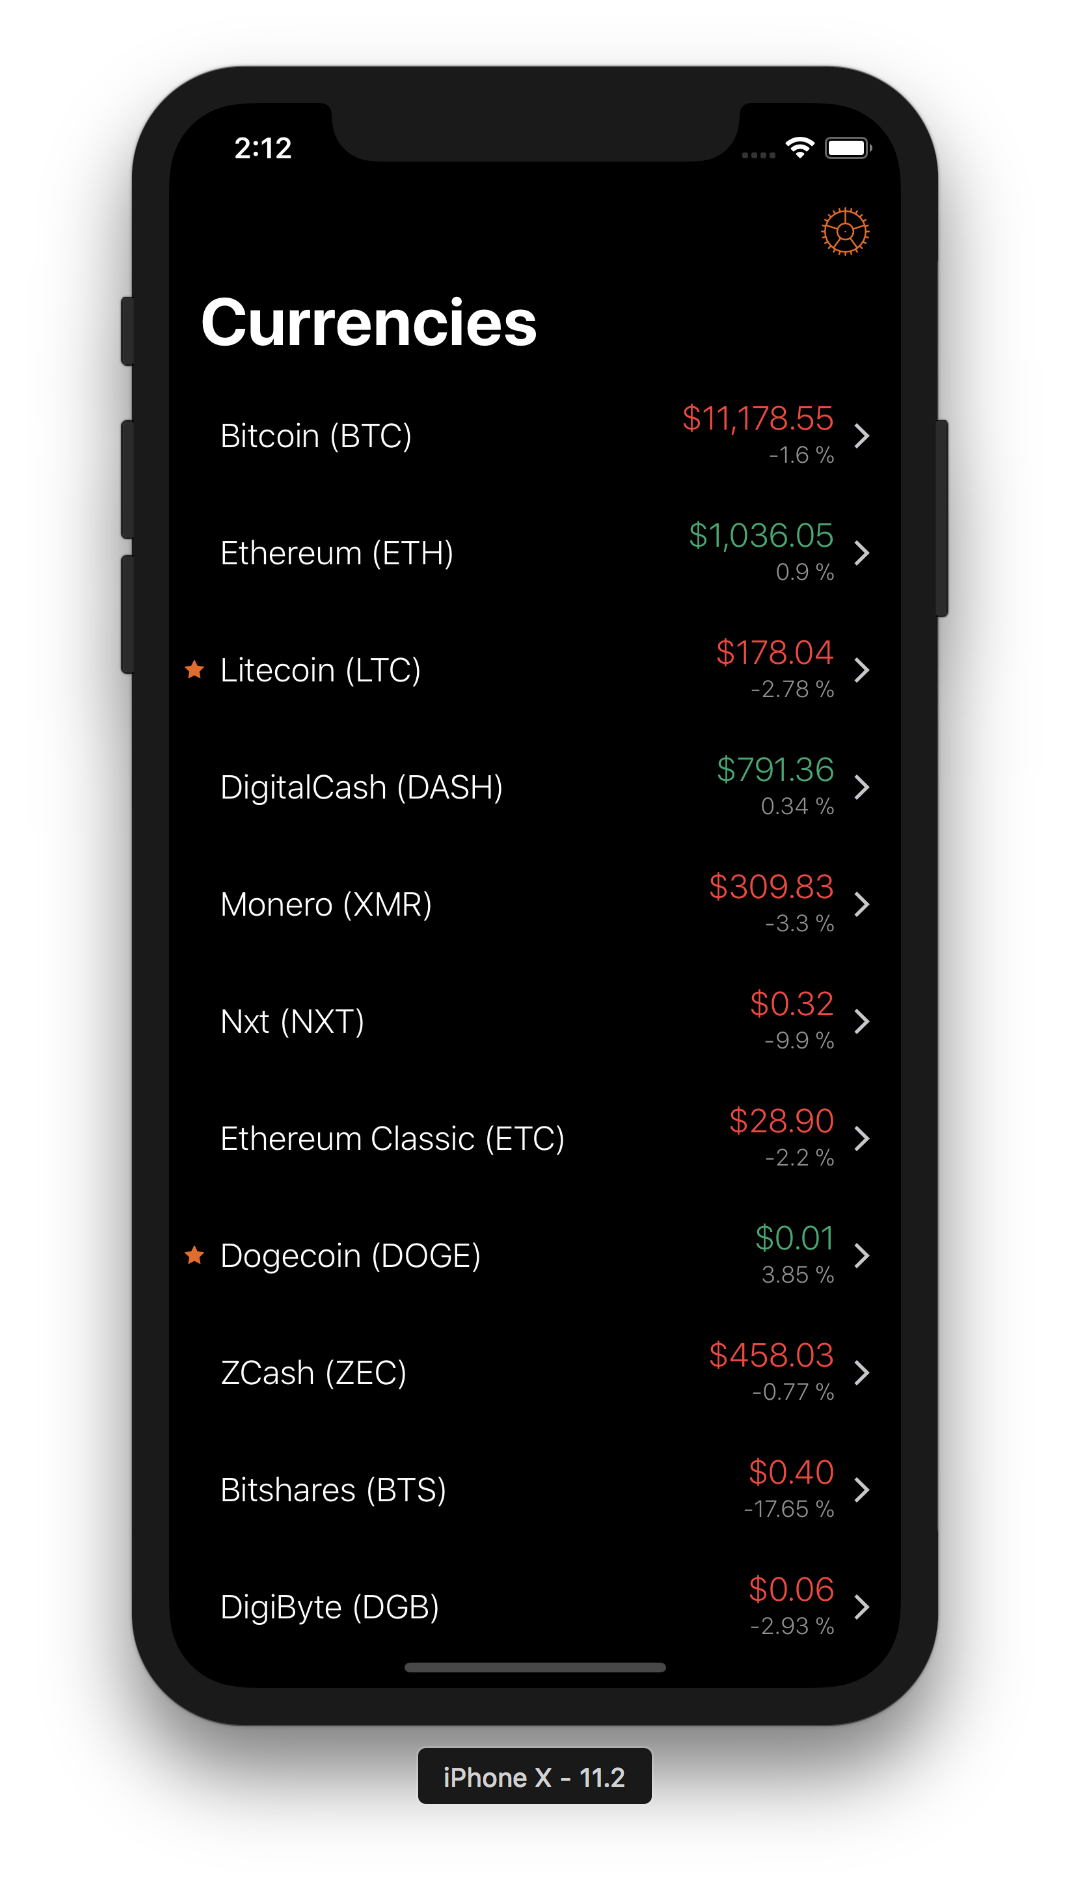 2:12
Currencies
Bitcoin (BTC)
$11,178.55
-1.6 %
Ethereum (ETH)
$1,036.05
0.9 %
Litecoin (LTC)
$178.04
-2.78 %
DigitalCash (DASH)
$791.36
0.34 %
Monero (XMR)
$309.83
-3.3 %
Nxt (NXT)
$0.32
-9.9 %
Ethereum Classic (ETC)
$28.90
-2.2 %
Dogecoin (DOGE)
$0.01
3.85 %
ZCash (ZEC)
$458.03
-0.77 %
Bitshares (BTS)
$0.40
-17.65 %
DigiByte (DGB)
$0.06
-2.93 %
iPhone X - 11.2